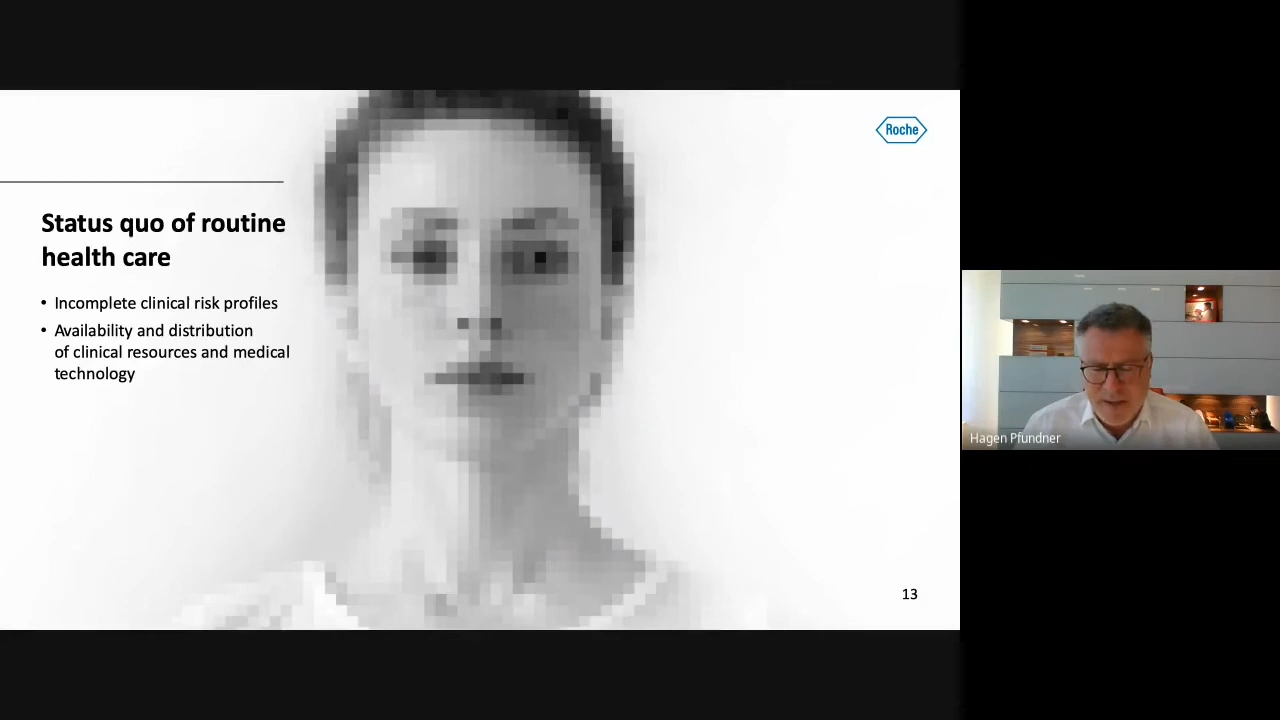 Roche
Status quo of routine
health care
• Incomplete clinical risk profiles
• Availability and distribution
of clinical resources and medical
technology
13
Hagen Pfundner